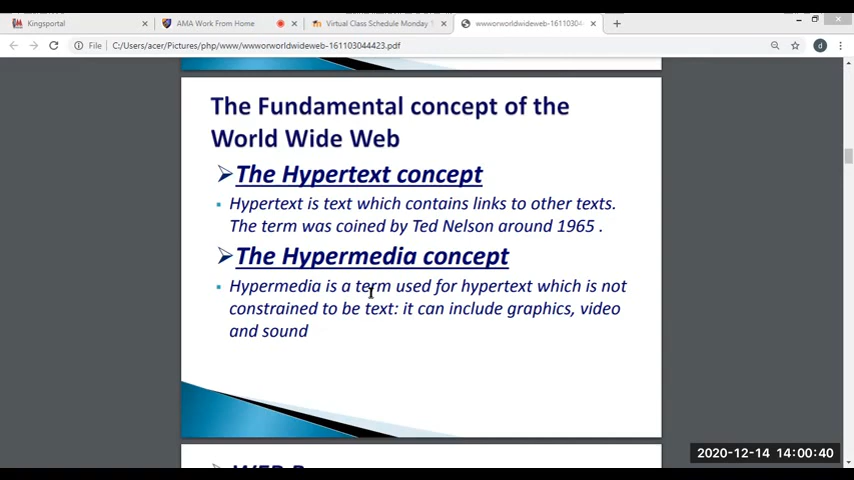 Kingsportal
AMA Work From Home
Virtual Class Schedule Monday
wwworworldwideweb-1611030
File
C:/Users/acer/Pictures/php/www/wwworworldwideweb-161103044423.pdf
d
The Fundamental concept of the
World Wide Web
The Hypertext concept
Hypertext is text which contains links to other texts.
The term was coined by Ted Nelson around 1965 .
The Hypermedia concept
Hypermedia is a term used for hypertext which is not
constrained to be text: it can include graphics, video
and sound
2020-12-14 14:00:40